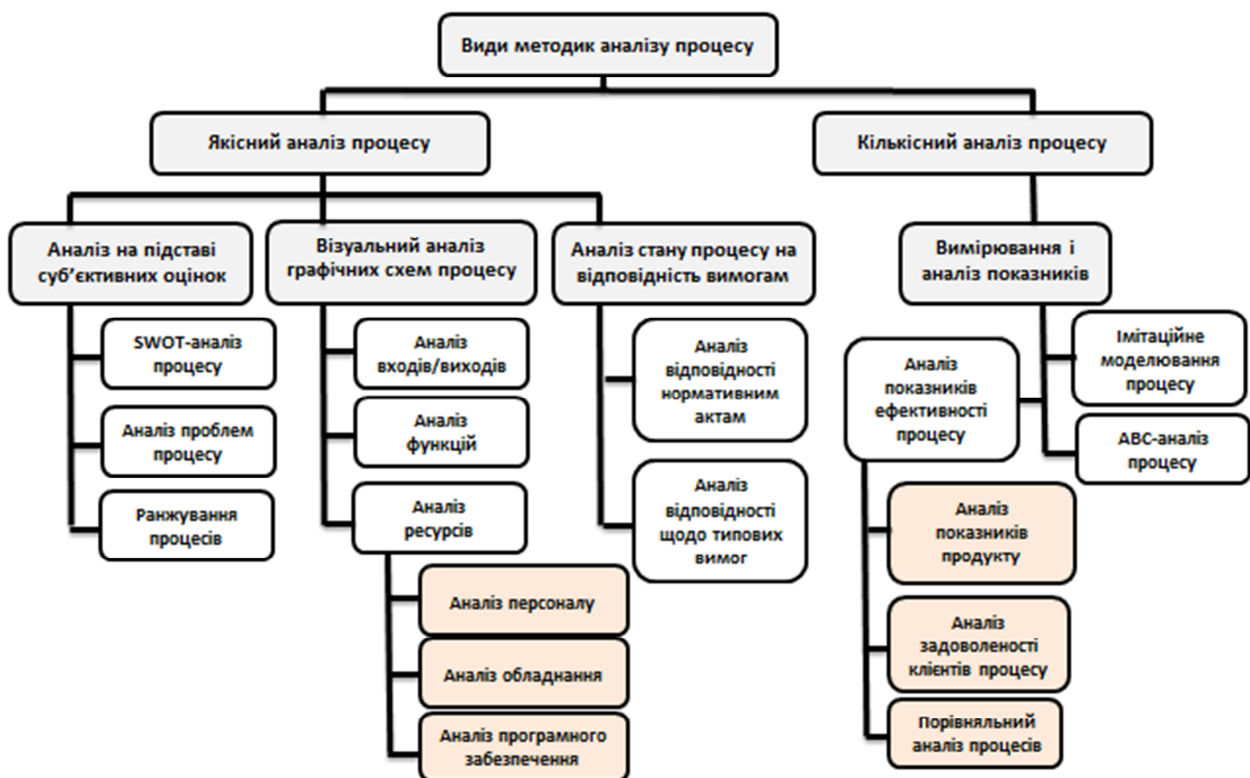 Види методик аналізу процесу
Якісний аналіз процесу
Кількісний аналіз процесу
Аналіз на підставі
суб’єктивних оцінок
Візуальний аналіз
графічних схем процесу
Аналіз стану процесу на
відповідність вимогам
Вимірювання і
аналіз показників
SWOT-аналіз
процесу
Аналіз проблем
процесу
Ранжування
процесів
Аналіз
входів/виходів
Аналіз
функцій
Аналіз
ресурсів
Аналіз персоналу
Аналіз обладнання
Аналіз програмного
забезпечення
Аналіз
відповідності
нормативним
актам
Аналіз
відповідності
щодо типових
вимог
Аналіз
показників
ефективності
процесу
Імітаційне
моделювання
процесу
АВС-аналіз
процесу
Аналіз
показників
продукту
Аналіз
задоволеності
клієнтів процесу
Порівняльний
аналіз процесів